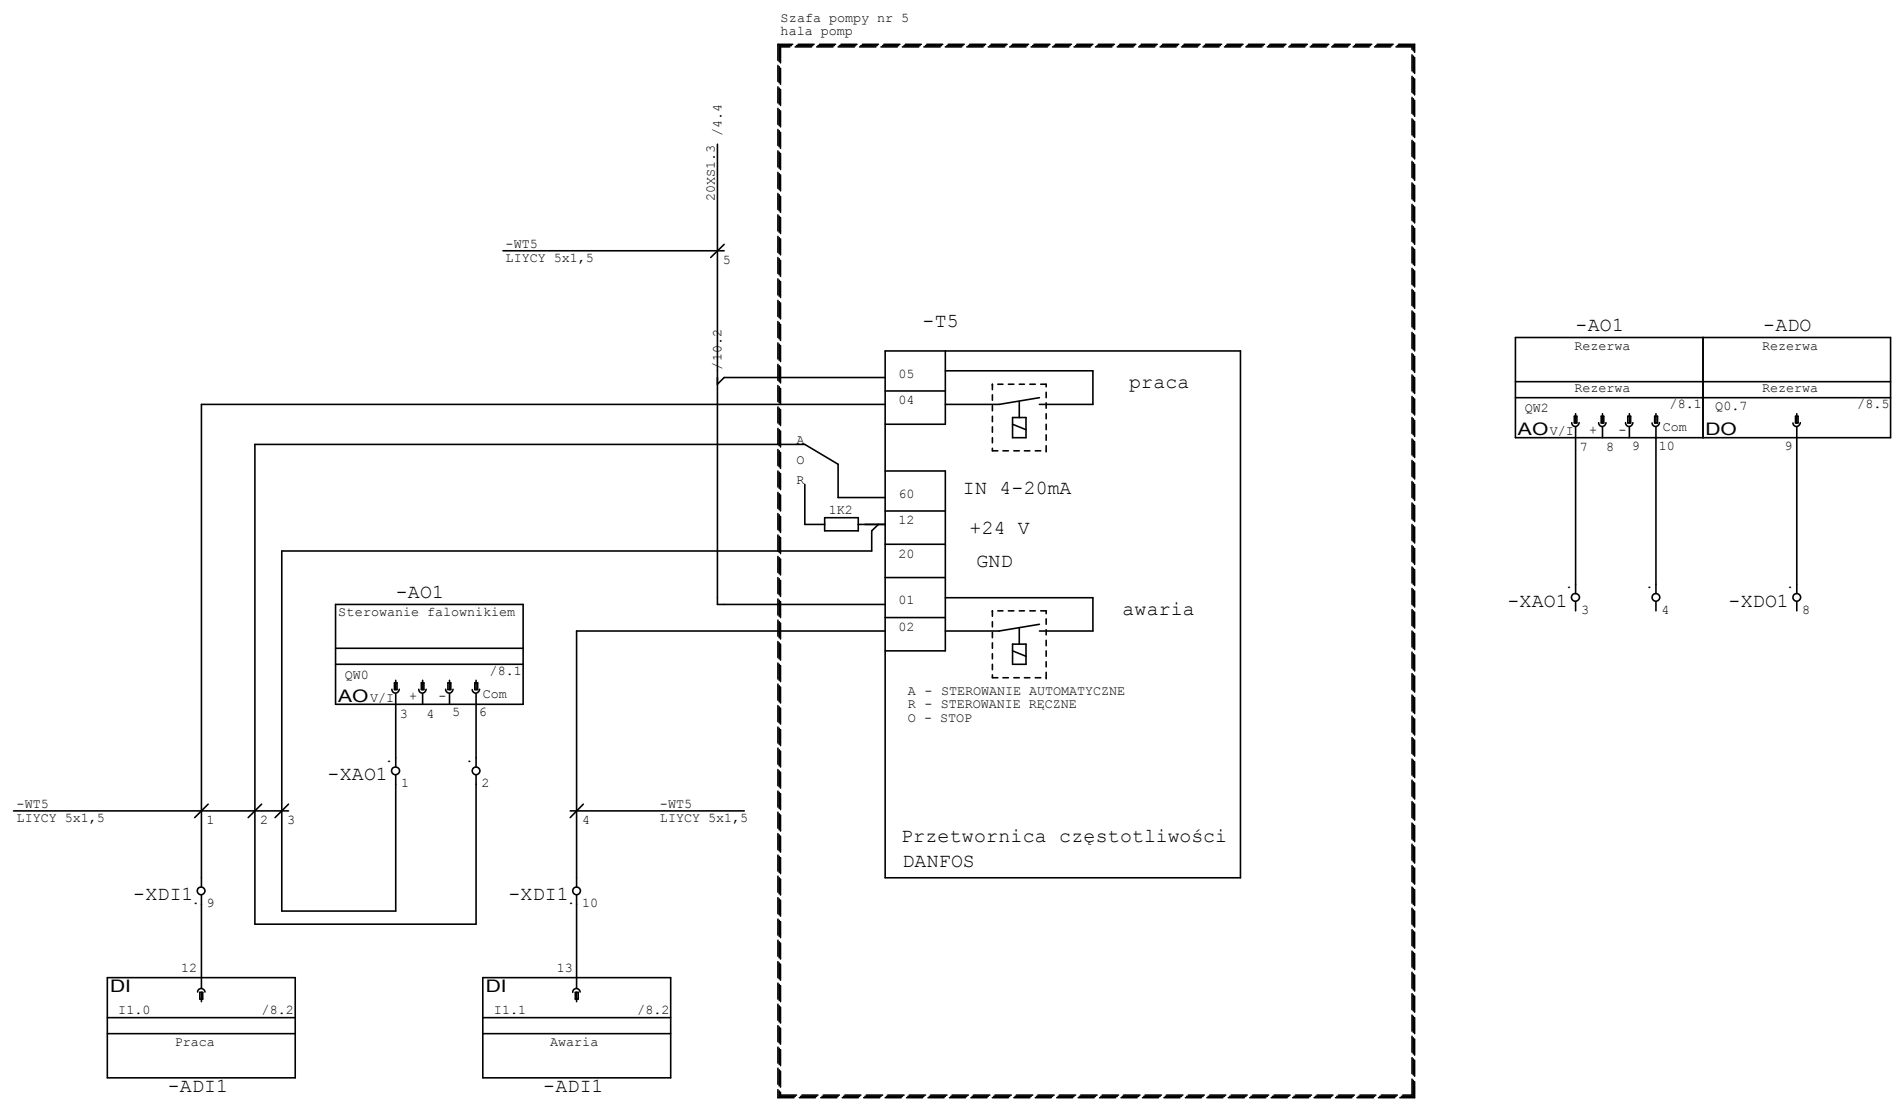 Szafa pompy nr 5
hala pomp
20XS1.3 /4.4
-WT5
LIYCY 5x1,5
5
/10.2
-T5
05
04
praca
A
O
R
1K2
60
12
20
IN 4-20mA
+24 V
GND
01
02
awaria
A - STEROWANIE AUTOMATYCZNE
R - STEROWANIE RĘCZNE
O - STOP
Przetwornica częstotliwości
DANFOS
-AO1
Sterowanie falownikiem
QW0
/8.1
AO V/I + - Com
3 4 5 6
-XAO1
1
2
-WT5
LIYCY 5x1,5
1
2
3
4
-WT5
LIYCY 5x1,5
-XDI1
9
-XDI1
10
12
DI
I1.0 /8.2
Praca
-ADI1
13
DI
I1.1 /8.2
Awaria
-ADI1
-AO1
Rezerwa
Rezerwa
QW2 /8.1
AO V/I + - Com
7 8 9 10
-ADO
Rezerwa
Rezerwa
Q0.7 /8.5
DO
9
-XAO1
3
4
-XDO1
8